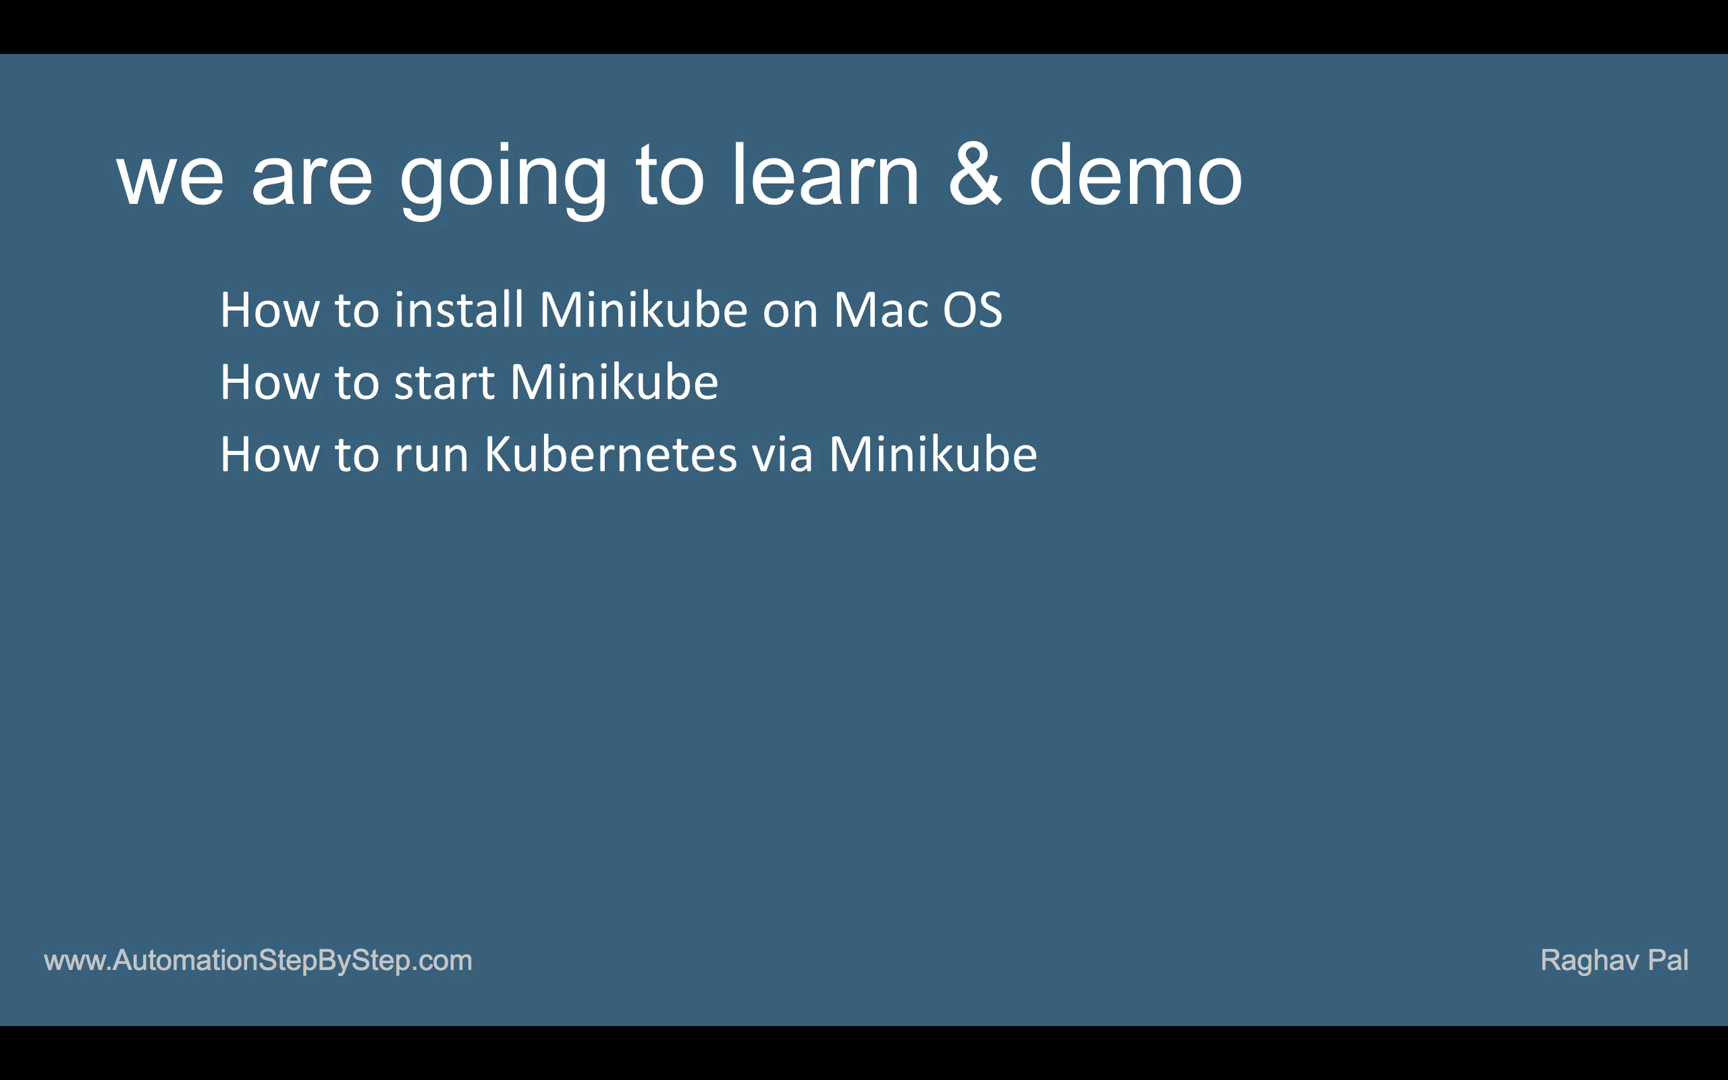 we are going to learn & demo
How to install Minikube on Mac OS
How to start Minikube
How to run Kubernetes via Minikube
www.AutomationStepByStep.com
Raghav Pal